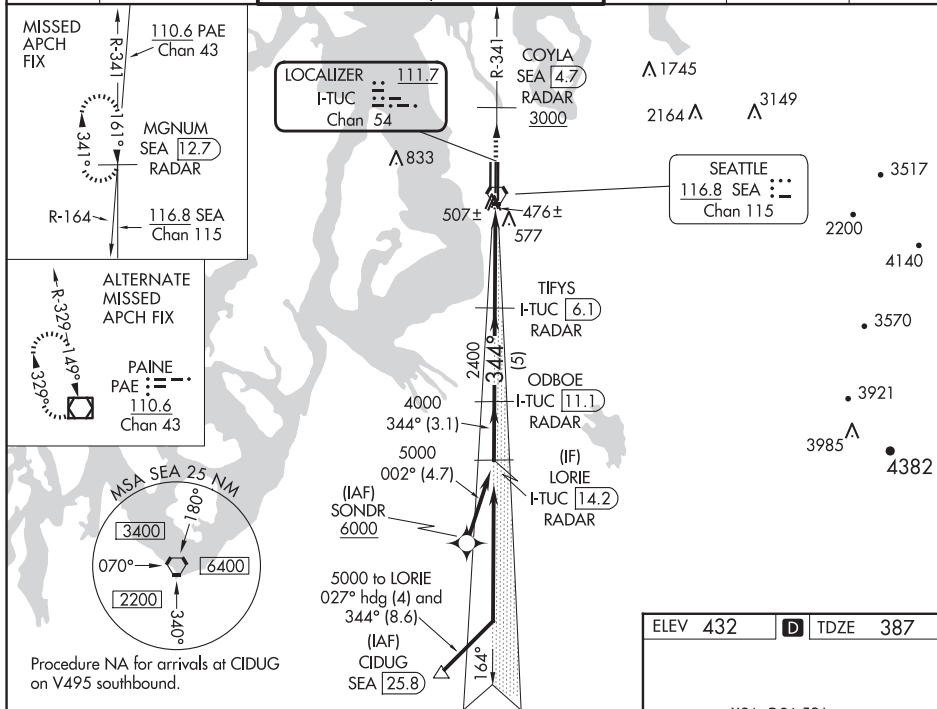 MISSED
APCH
FIX
110.6 PAE
Chan 43
R-341
161°
341°
MGNUM
SEA 12.7
RADAR
R-164
116.8 SEA
Chan 115
ALTERNATE
MISSED
APCH FIX
R-329
149°
329°
PAINE
PAE
110.6
Chan 43
MSA SEA 25 NM
180°
3400
070°
6400
2200
340°
Procedure NA for arrivals at CIDUG
on V495 southbound.
LOCALIZER 111.7
I-TUC
Chan 54
R-341
COYLA
SEA 4.7
RADAR
3000
1745
2164
3149
833
SEATTLE
116.8 SEA
Chan 115
3517
507±
476±
577
2200
4140
TIFYS
I-TUC 6.1
RADAR
3570
2400
344°
(5)
ODBOE
I-TUC 11.1
RADAR
4000
344° (3.1)
3921
3985
4382
5000
002° (4.7)
(IF)
LORIE
I-TUC 14.2
RADAR
(IAF)
SONDR
6000
5000 to LORIE
027° hdg (4) and
344° (8.6)
(IAF)
CIDUG
SEA 25.8
164°
ELEV 432
D
TDZE 387